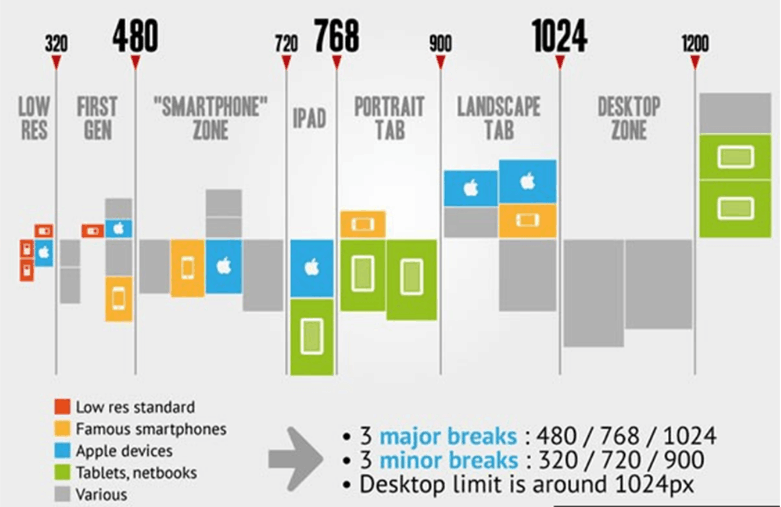 320 480 720 768 900 1024 1200
LOW
RES
FIRST
GEN
"SMARTPHONE"
ZONE
IPAD
PORTRAIT
TAB
LANDSCAPE
TAB
DESKTOP
ZONE
Low res standard
Famous smartphones
Apple devices
Tablets, netbooks
Various
• 3 major breaks : 480 / 768 / 1024
• 3 minor breaks : 320 / 720 / 900
• Desktop limit is around 1024px